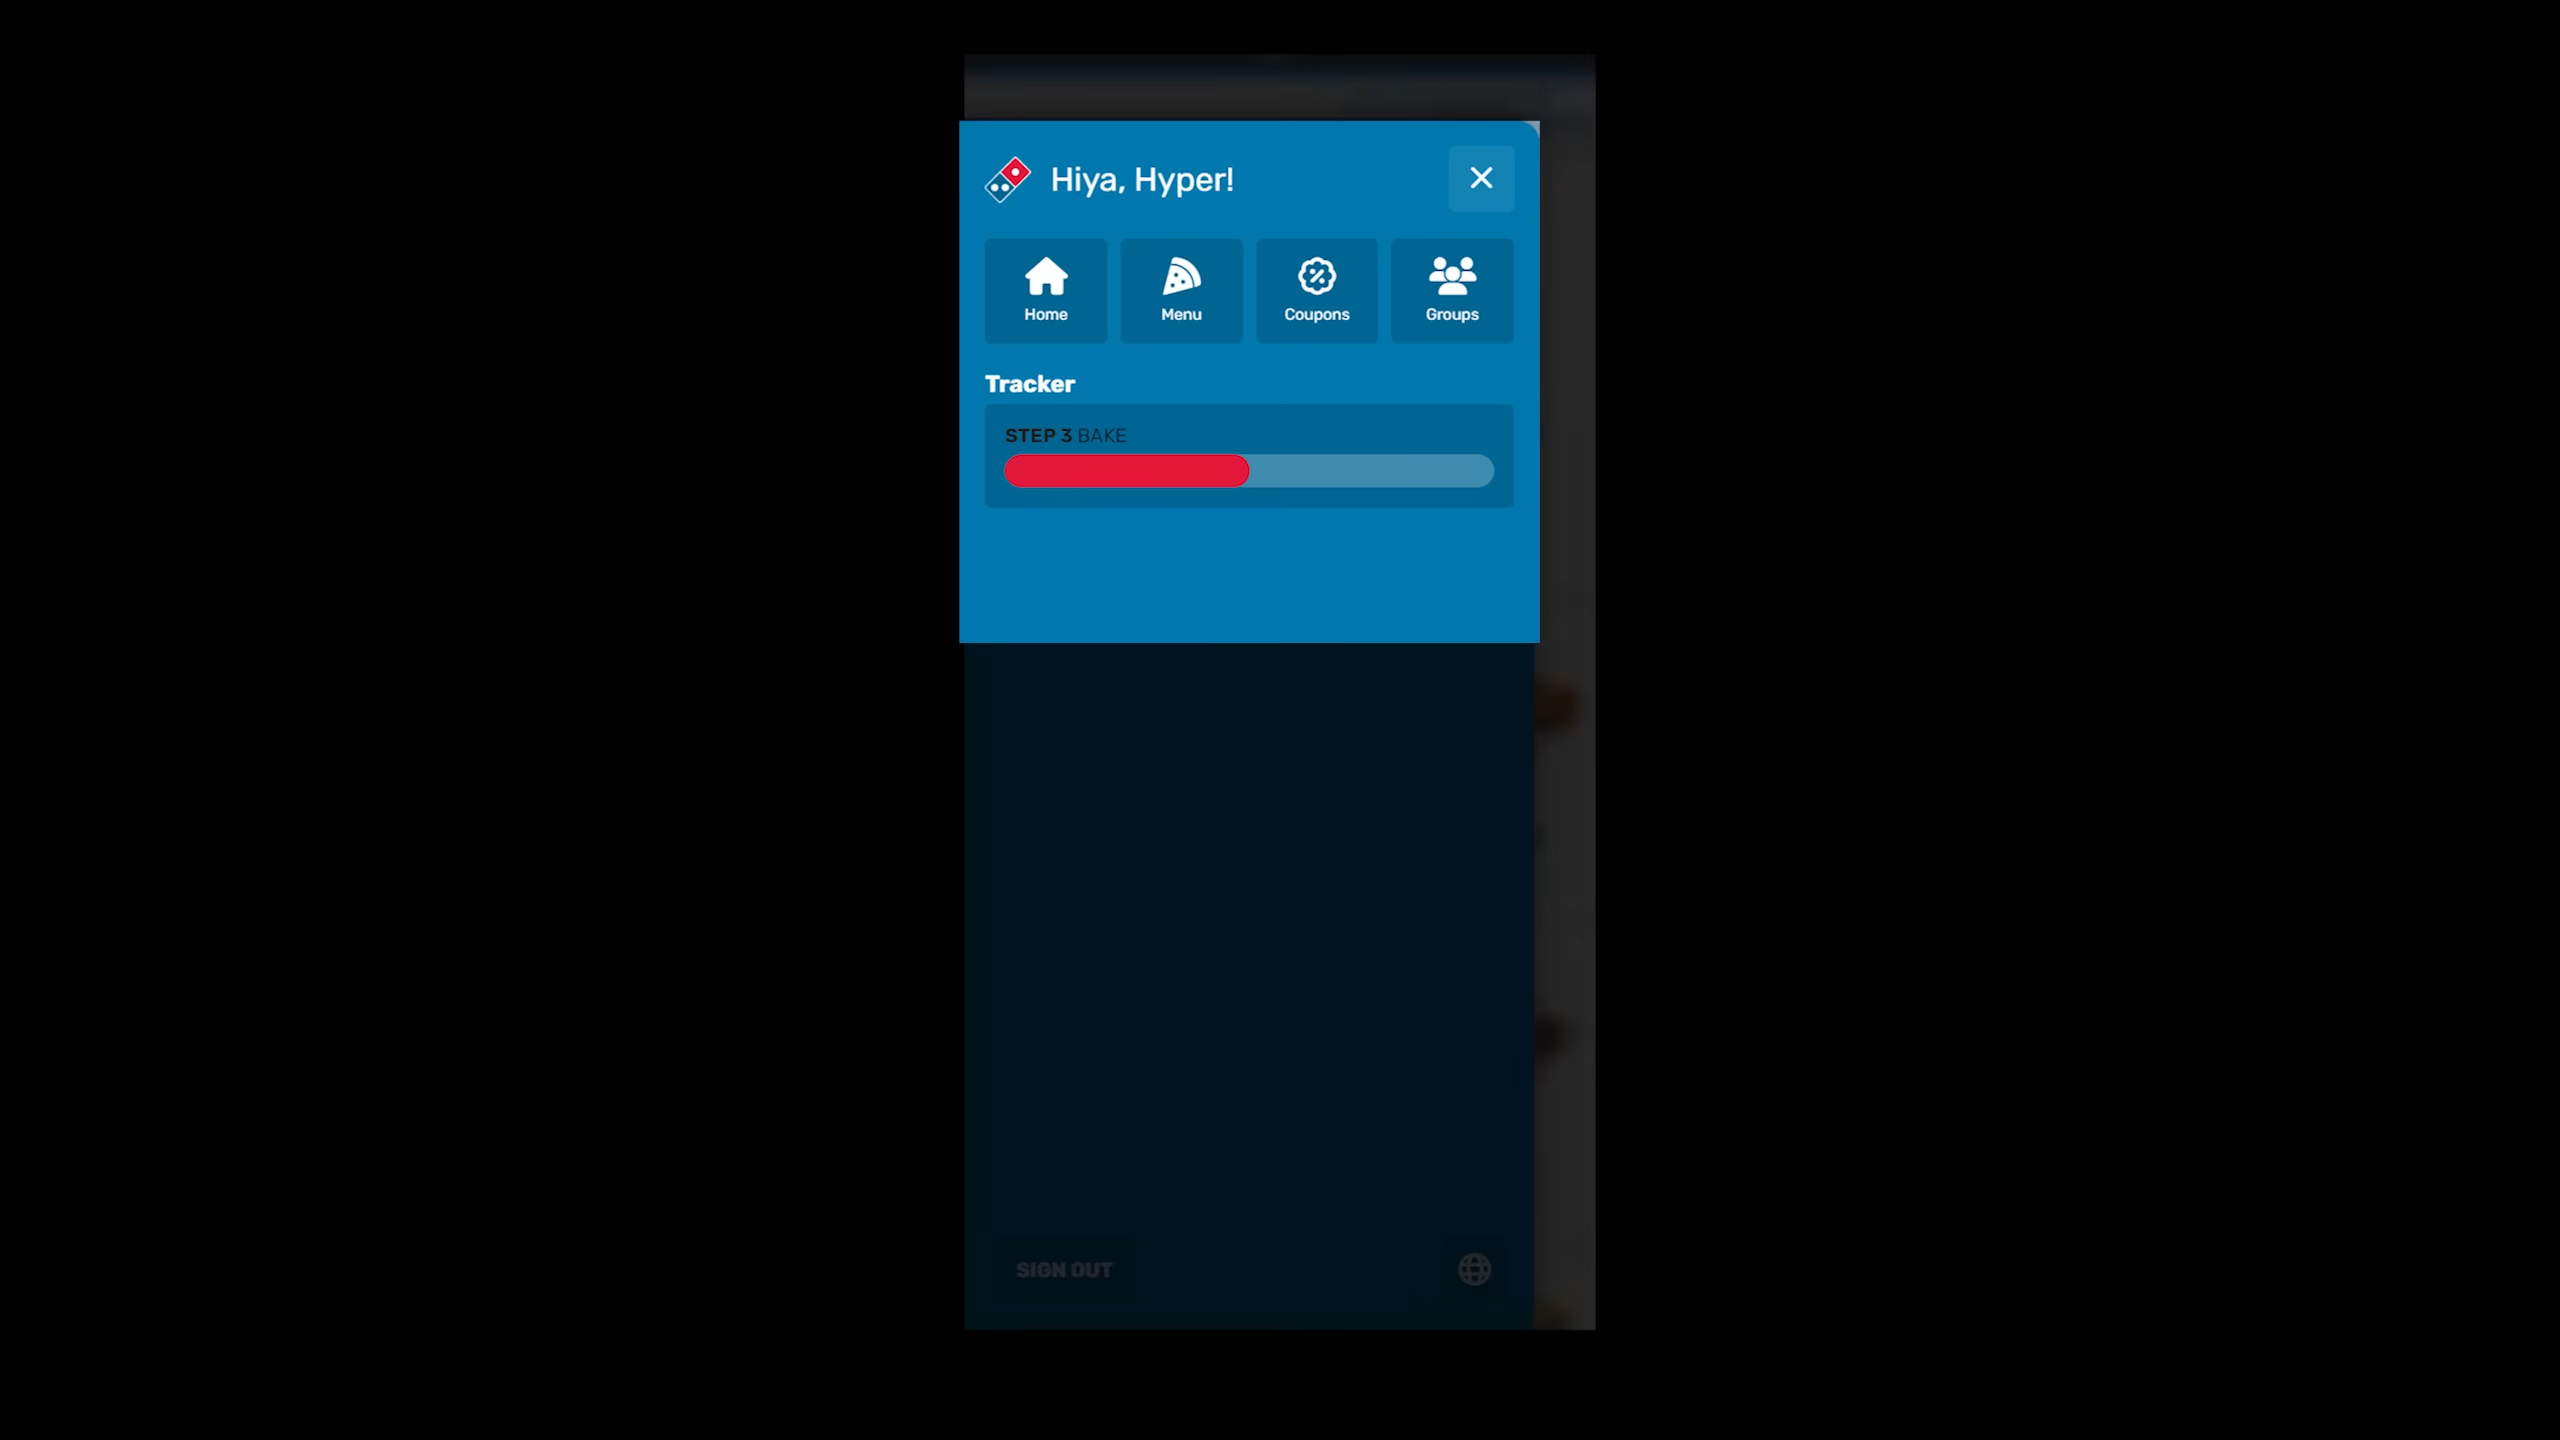 Hiya, Hyper!
Home
Menu
Coupons
Groups
Tracker
STEP 3 BAKE
SIGN OUT